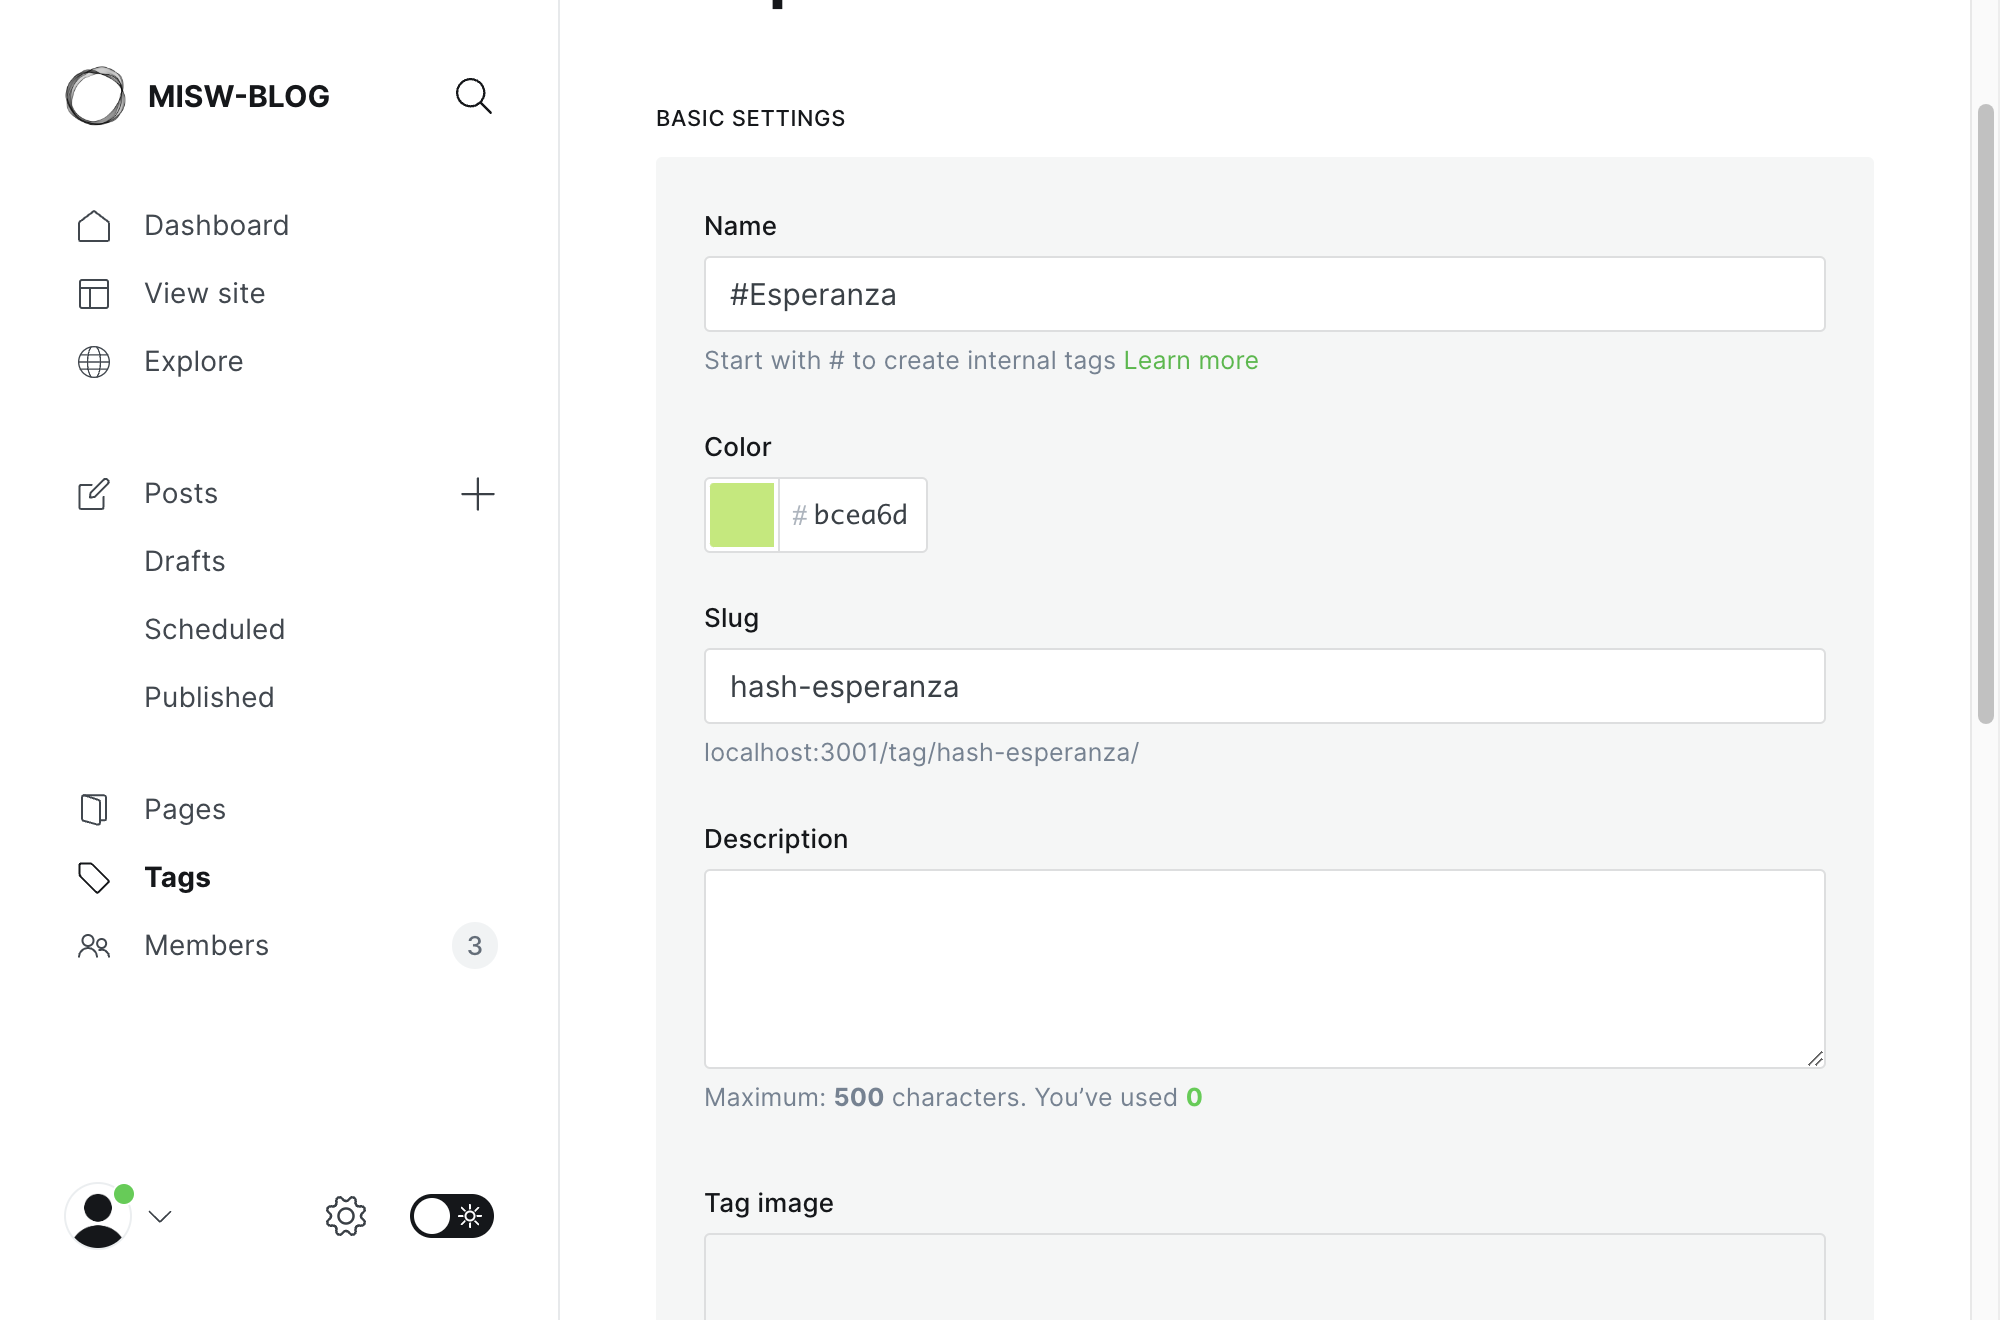 MISW-BLOG
Dashboard
View site
Explore
Posts
Drafts
Scheduled
Published
Pages
Tags
Members
3
BASIC SETTINGS
Name
#Esperanza
Start with # to create internal tags Learn more
Color
# bcea6d
Slug
hash-esperanza
localhost:3001/tag/hash-esperanza/
Description
Maximum: 500 characters. You’ve used 0
Tag image